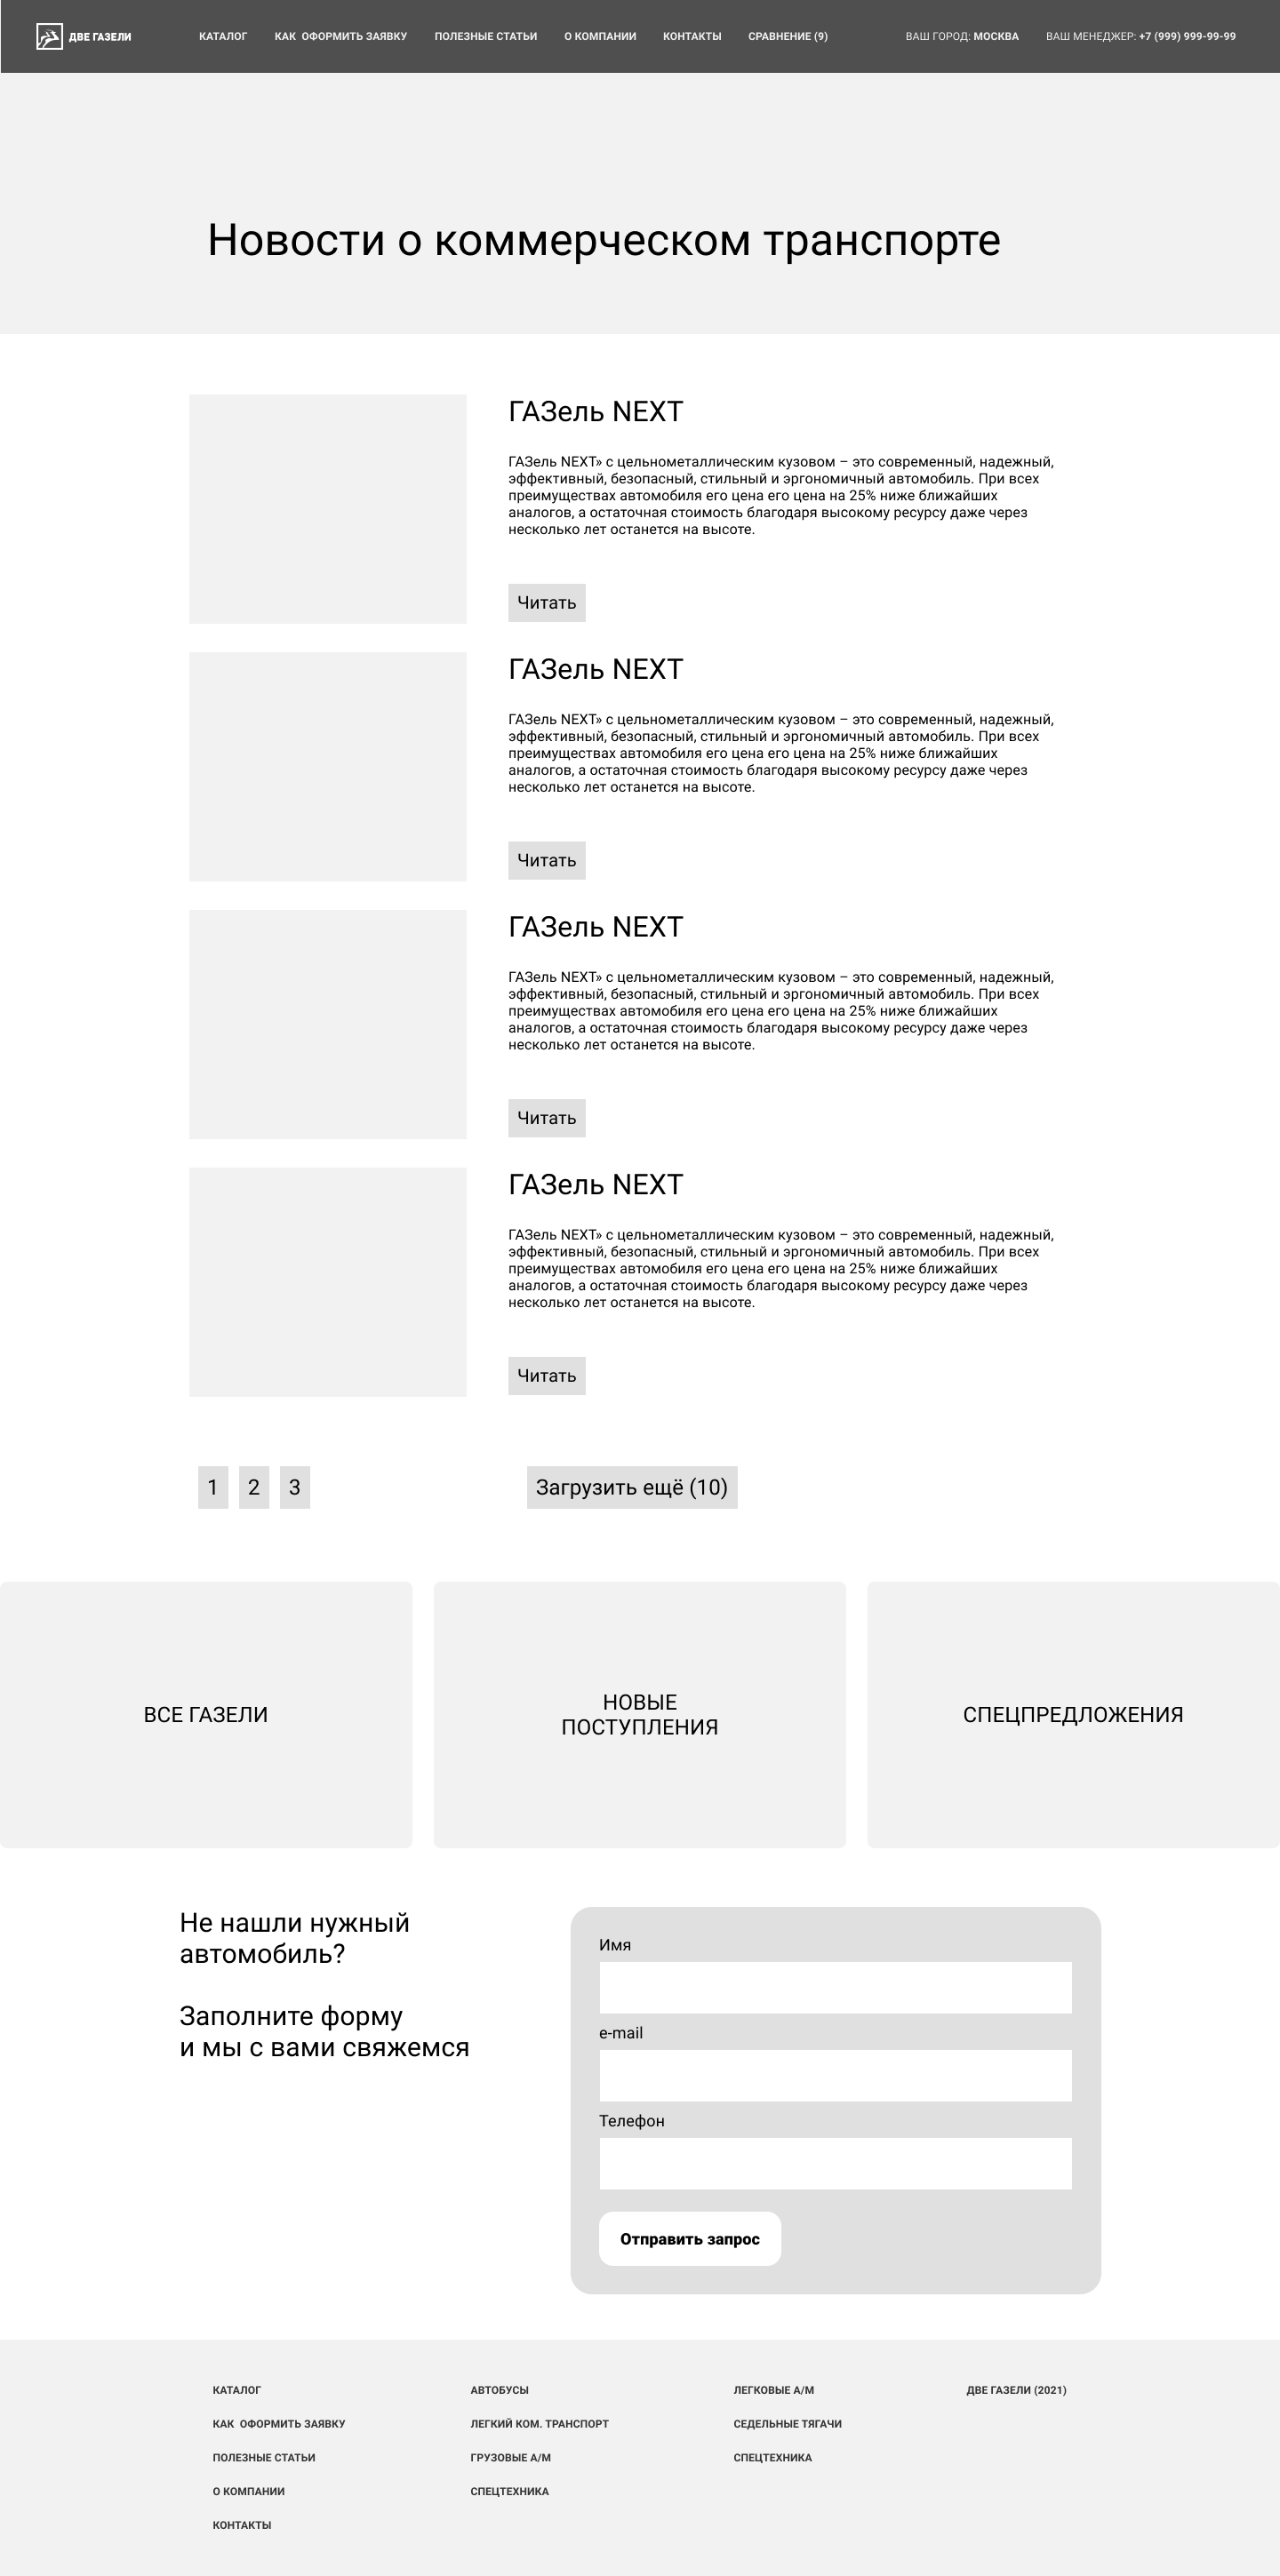 ДВЕ ГАЗЕЛИ
КАТАЛОГ
КАК  ОФОРМИТЬ ЗАЯВКУ
ПОЛЕЗНЫЕ СТАТЬИ
О КОМПАНИИ
КОНТАКТЫ
СРАВНЕНИЕ (9)
ВАШ ГОРОД: МОСКВА
ВАШ МЕНЕДЖЕР: +7 (999) 999-99-99
Новости о коммерческом транспорте
ГАЗель NEXT
ГАЗель NEXT» с цельнометаллическим кузовом – это современный, надежный,
эффективный, безопасный, стильный и эргономичный автомобиль. При всех
преимуществах автомобиля его цена его цена на 25% ниже ближайших
аналогов, а остаточная стоимость благодаря высокому ресурсу даже через
несколько лет останется на высоте.
Читать
ГАЗель NEXT
ГАЗель NEXT» с цельнометаллическим кузовом – это современный, надежный,
эффективный, безопасный, стильный и эргономичный автомобиль. При всех
преимуществах автомобиля его цена его цена на 25% ниже ближайших
аналогов, а остаточная стоимость благодаря высокому ресурсу даже через
несколько лет останется на высоте.
Читать
ГАЗель NEXT
ГАЗель NEXT» с цельнометаллическим кузовом – это современный, надежный,
эффективный, безопасный, стильный и эргономичный автомобиль. При всех
преимуществах автомобиля его цена его цена на 25% ниже ближайших
аналогов, а остаточная стоимость благодаря высокому ресурсу даже через
несколько лет останется на высоте.
Читать
ГАЗель NEXT
ГАЗель NEXT» с цельнометаллическим кузовом – это современный, надежный,
эффективный, безопасный, стильный и эргономичный автомобиль. При всех
преимуществах автомобиля его цена его цена на 25% ниже ближайших
аналогов, а остаточная стоимость благодаря высокому ресурсу даже через
несколько лет останется на высоте.
Читать
1
2
3
Загрузить ещё (10)
ВСЕ ГАЗЕЛИ
НОВЫЕ
ПОСТУПЛЕНИЯ
СПЕЦПРЕДЛОЖЕНИЯ
Не нашли нужный
автомобиль?
Заполните форму
и мы с вами свяжемся
Имя
e-mail
Телефон
Отправить запрос
КАТАЛОГ
КАК  ОФОРМИТЬ ЗАЯВКУ
ПОЛЕЗНЫЕ СТАТЬИ
О КОМПАНИИ
КОНТАКТЫ
АВТОБУСЫ
ЛЕГКИЙ КОМ. ТРАНСПОРТ
ГРУЗОВЫЕ А/М
СПЕЦТЕХНИКА
ЛЕГКОВЫЕ А/М
СЕДЕЛЬНЫЕ ТЯГАЧИ
СПЕЦТЕХНИКА
ДВЕ ГАЗЕЛИ (2021)